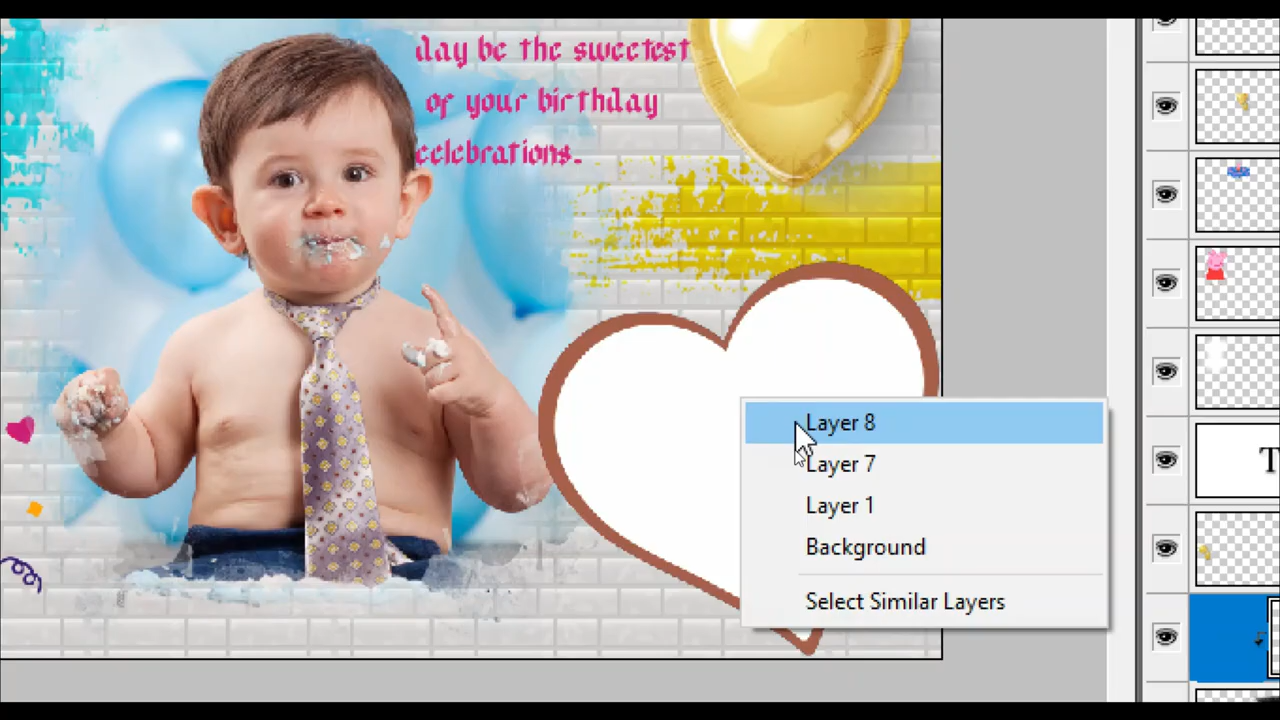 day be the sweetest
of your birthday
celebrations.
Layer 8
Layer 7
Layer 1
Background
Select Similar Layers
T